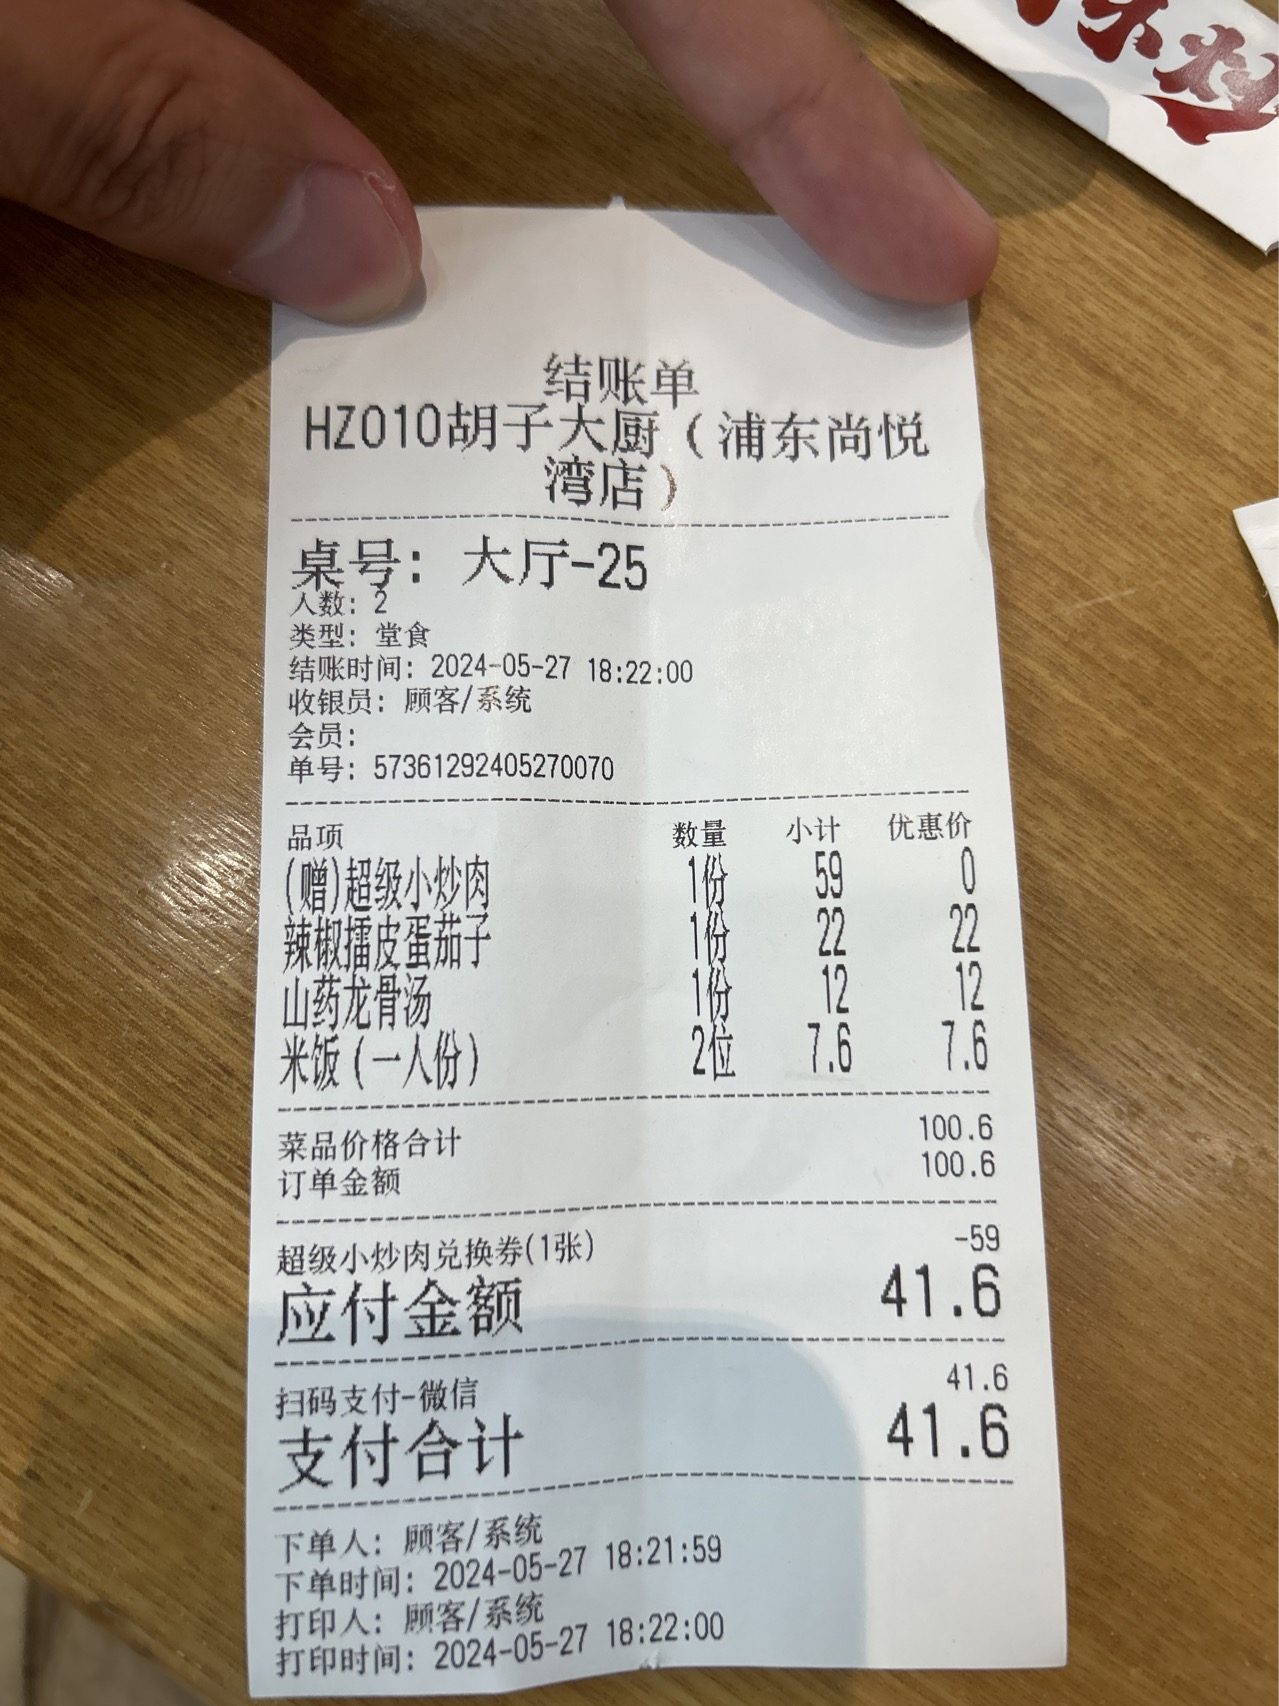 结账单
HZ010胡子大厨（浦东尚悦
湾店）
桌号：大厅-25
人数：2
类型：堂食
结账时间：2024-05-27 18:22:00
收银员：顾客/系统
会员：
单号：57361292405270070
品项 数量 小计 优惠价
(赠)超级小炒肉 1份 59 0
辣椒擂皮蛋茄子 1份 22 22
山药龙骨汤 1份 12 12
米饭（一人份） 2位 7.6 7.6
菜品价格合计 100.6
订单金额 100.6
超级小炒肉兑换券(1张) -59
应付金额 41.6
扫码支付-微信 41.6
支付合计 41.6
下单人：顾客/系统
下单时间：2024-05-27 18:21:59
打印人：顾客/系统
打印时间：2024-05-27 18:22:00